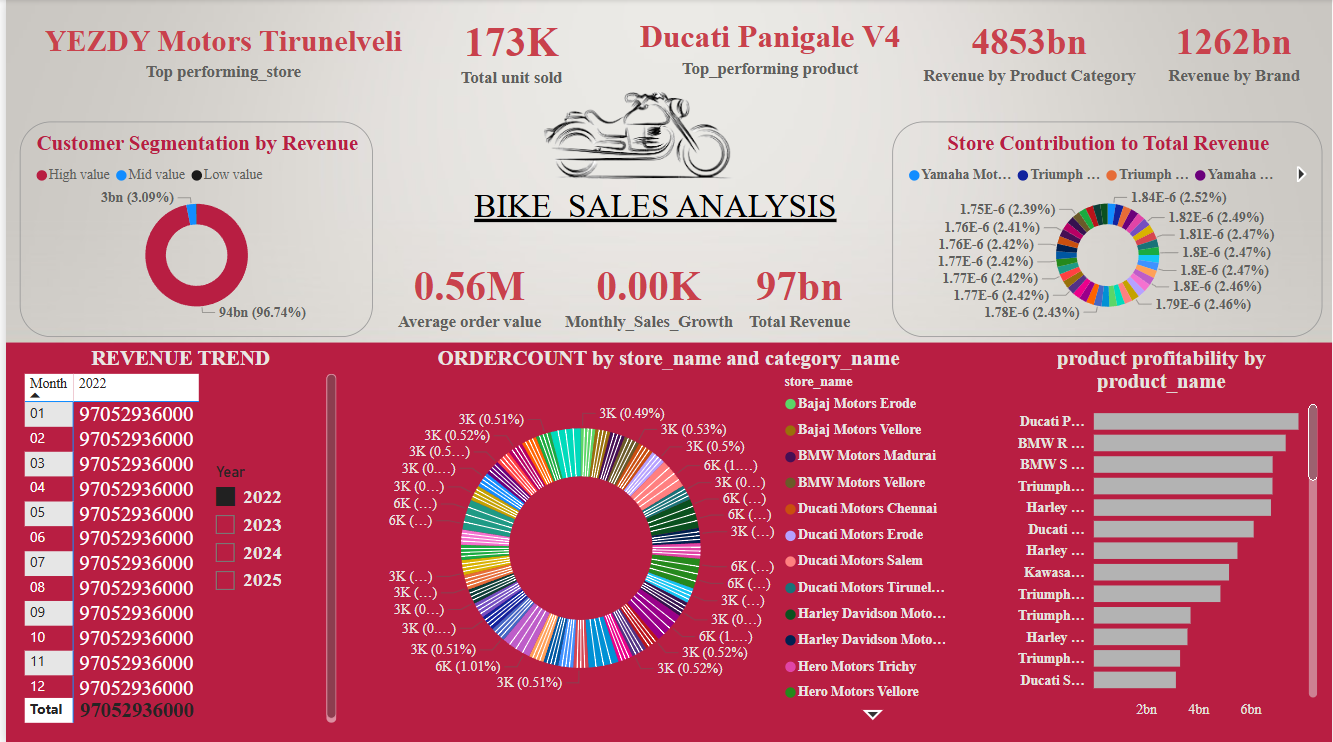 YEZDY Motors Tirunelveli
Top performing_store
173K
Total unit sold
Ducati Panigale V4
Top_performing product
4853bn
Revenue by Product Category
1262bn
Revenue by Brand
Customer Segmentation by Revenue
High value Mid value Low value
3bn (3.09%)
94bn (96.74%)
BIKE SALES ANALYSIS
0.56M
Average order value
0.00K
Monthly_Sales_Growth
97bn
Total Revenue
Store Contribution to Total Revenue
Yamaha Mot... Triumph ... Triumph ... Yamaha ...
1.84E-6 (2.52%)
1.82E-6 (2.49%)
1.81E-6 (2.47%)
1.8E-6 (2.47%)
1.8E-6 (2.47%)
1.8E-6 (2.46%)
1.79E-6 (2.46%)
1.78E-6 (2.43%)
1.77E-6 (2.42%)
1.77E-6 (2.42%)
1.77E-6 (2.42%)
1.76E-6 (2.42%)
1.76E-6 (2.41%)
1.75E-6 (2.39%)
REVENUE TREND
Month 2022
01 97052936000
02 97052936000
03 97052936000
04 97052936000
05 97052936000
06 97052936000
07 97052936000
08 97052936000
09 97052936000
10 97052936000
11 97052936000
12 97052936000
Total 97052936000
Year
2022
2023
2024
2025
ORDERCOUNT by store_name and category_name
3K (0.49%)
3K (0.53%)
3K (0.5%)
6K (1....)
3K (0...)
6K (...)
6K (...)
3K (...)
6K (...)
6K (...)
3K (...)
3K (0...)
6K (1....)
3K (0.52%)
3K (0.52%)
3K (0.51%)
6K (1.01%)
3K (0.51%)
3K (0....)
3K (0...)
3K (...)
3K (...)
6K (...)
6K (...)
3K (0...)
3K (0....)
3K (0.5...)
3K (0.52%)
3K (0.51%)
store_name
Bajaj Motors Erode
Bajaj Motors Vellore
BMW Motors Madurai
BMW Motors Vellore
Ducati Motors Chennai
Ducati Motors Erode
Ducati Motors Salem
Ducati Motors Tirunel...
Harley Davidson Moto...
Harley Davidson Moto...
Hero Motors Trichy
Hero Motors Vellore
product profitability by
product_name
Ducati P...
BMW R ...
BMW S ...
Triumph...
Harley ...
Ducati ...
Harley ...
Kawasa...
Triumph...
Triumph...
Harley ...
Triumph...
Ducati S...
2bn 4bn 6bn